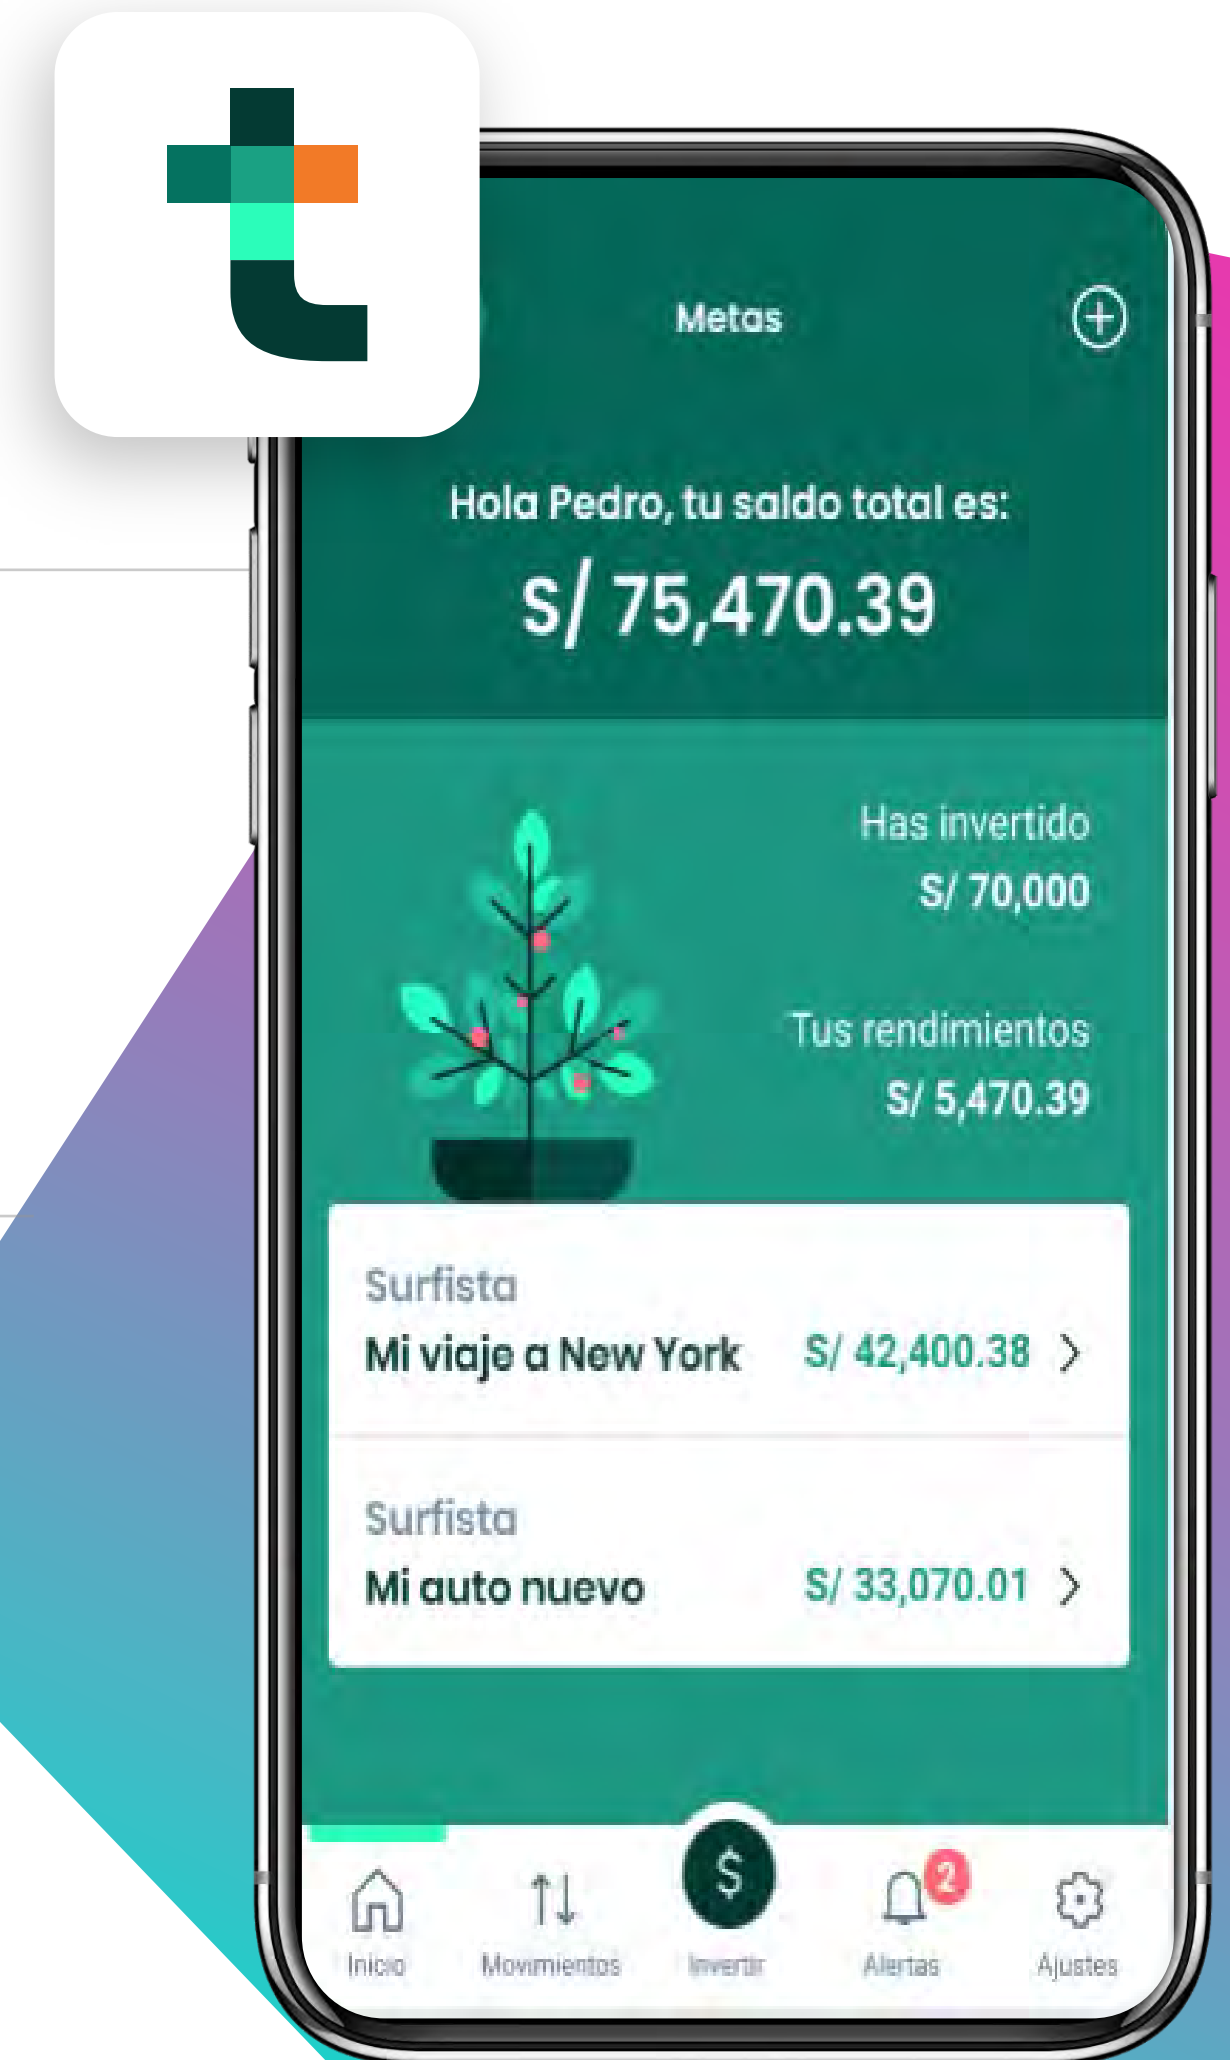 t
Metas
Hola Pedro, tu saldo total es:
S/ 75,470.39
Has invertido
S/ 70,000
Tus rendimientos
S/ 5,470.39
Surfista
Mi viaje a New York S/ 42,400.38
Surfista
Mi auto nuevo S/ 33,070.01
$ 2
Inicio Movimientos Invertir Alertas Ajustes